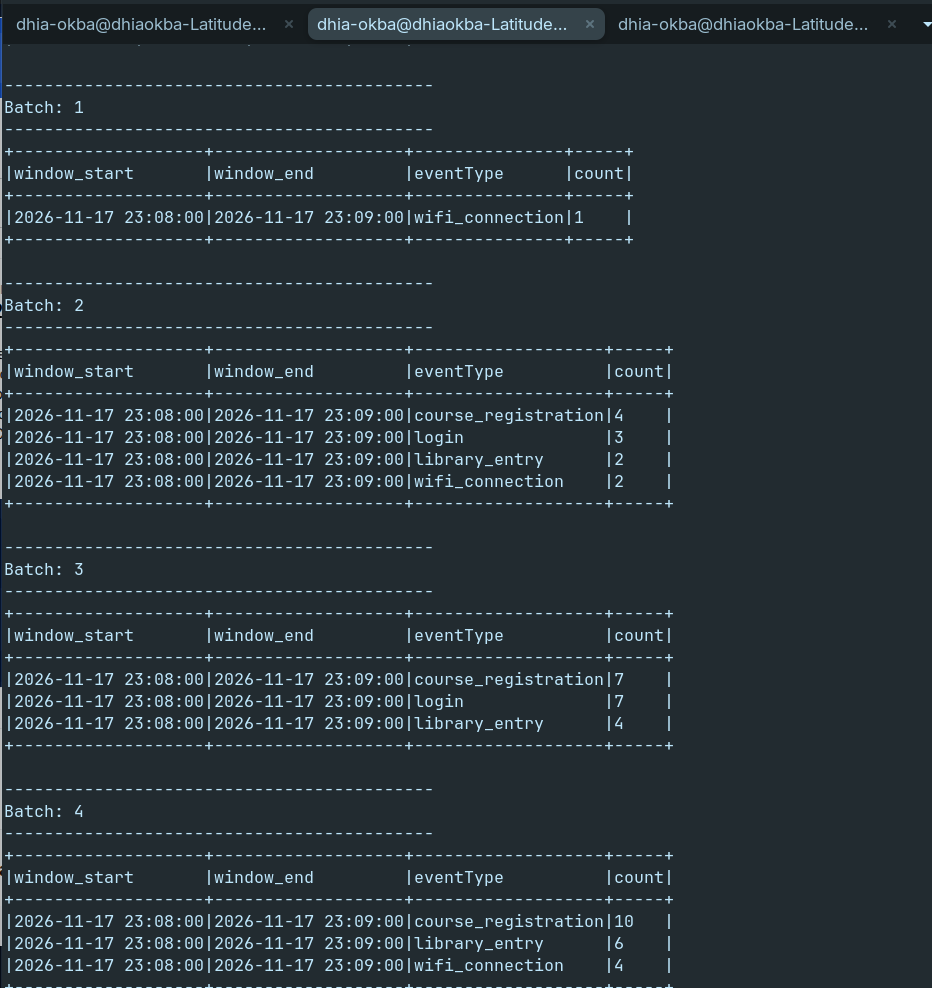 dhia-okba@dhiaokba-Latitude... × dhia-okba@dhiaokba-Latitude... × dhia-okba@dhiaokba-Latitude... ×
-------------------------------------------
Batch: 1
-------------------------------------------
+-------------------+-------------------+---------------+-----+
|window_start       |window_end         |eventType      |count|
+-------------------+-------------------+---------------+-----+
|2026-11-17 23:08:00|2026-11-17 23:09:00|wifi_connection|1    |
+-------------------+-------------------+---------------+-----+
-------------------------------------------
Batch: 2
-------------------------------------------
+-------------------+-------------------+-------------------+-----+
|window_start       |window_end         |eventType          |count|
+-------------------+-------------------+-------------------+-----+
|2026-11-17 23:08:00|2026-11-17 23:09:00|course_registration|4    |
|2026-11-17 23:08:00|2026-11-17 23:09:00|login              |3    |
|2026-11-17 23:08:00|2026-11-17 23:09:00|library_entry      |2    |
|2026-11-17 23:08:00|2026-11-17 23:09:00|wifi_connection    |2    |
+-------------------+-------------------+-------------------+-----+
-------------------------------------------
Batch: 3
-------------------------------------------
+-------------------+-------------------+-------------------+-----+
|window_start       |window_end         |eventType          |count|
+-------------------+-------------------+-------------------+-----+
|2026-11-17 23:08:00|2026-11-17 23:09:00|course_registration|7    |
|2026-11-17 23:08:00|2026-11-17 23:09:00|login              |7    |
|2026-11-17 23:08:00|2026-11-17 23:09:00|library_entry      |4    |
+-------------------+-------------------+-------------------+-----+
-------------------------------------------
Batch: 4
-------------------------------------------
+-------------------+-------------------+-------------------+-----+
|window_start       |window_end         |eventType          |count|
+-------------------+-------------------+-------------------+-----+
|2026-11-17 23:08:00|2026-11-17 23:09:00|course_registration|10   |
|2026-11-17 23:08:00|2026-11-17 23:09:00|library_entry      |6    |
|2026-11-17 23:08:00|2026-11-17 23:09:00|wifi_connection    |4    |
+-------------------+-------------------+-------------------+-----+